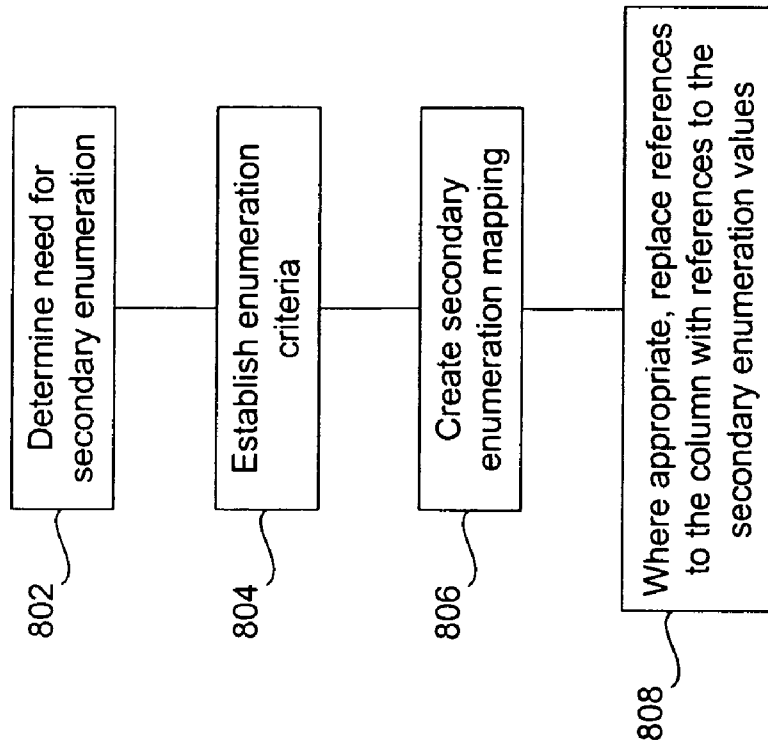 802
Determine need for
secondary enumeration
804
Establish enumeration
criteria
806
Create secondary
enumeration mapping
808
Where appropriate, replace references
to the column with references to the
secondary enumeration values